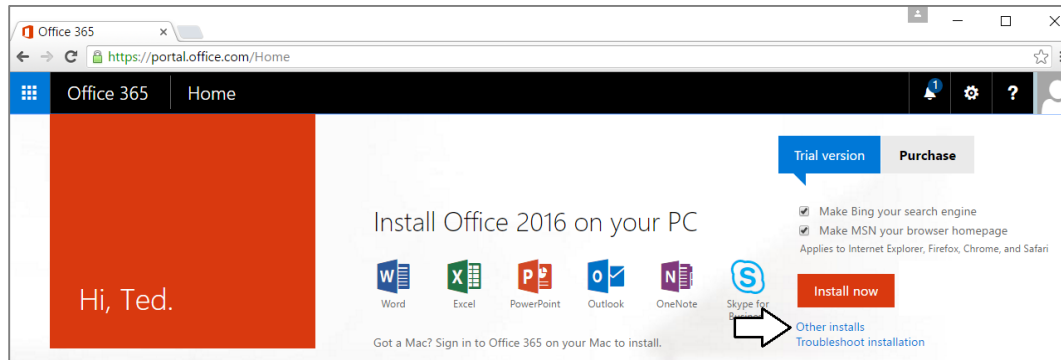 Office 365
https://portal.office.com/Home
Office 365 Home
1
?
Trial version Purchase
Install Office 2016 on your PC
Make Bing your search engine
Make MSN your browser homepage
Applies to Internet Explorer, Firefox, Chrome, and Safari
Hi, Ted.
Word Excel PowerPoint Outlook OneNote Skype for
Install now
Other installs
Troubleshoot installation
Got a Mac? Sign in to Office 365 on your Mac to install.